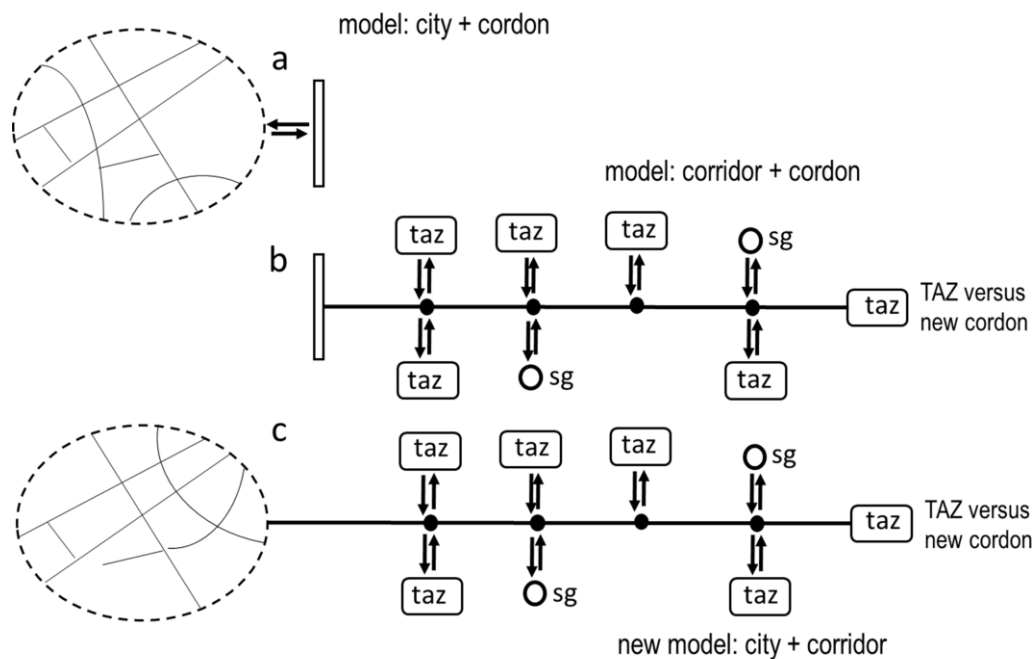 model: city + cordon
a
model: corridor + cordon
taz
taz
taz
sg
b
taz
TAZ versus
new cordon
taz
sg
taz
c
taz
taz
taz
sg
taz
TAZ versus
new cordon
taz
sg
taz
new model: city + corridor